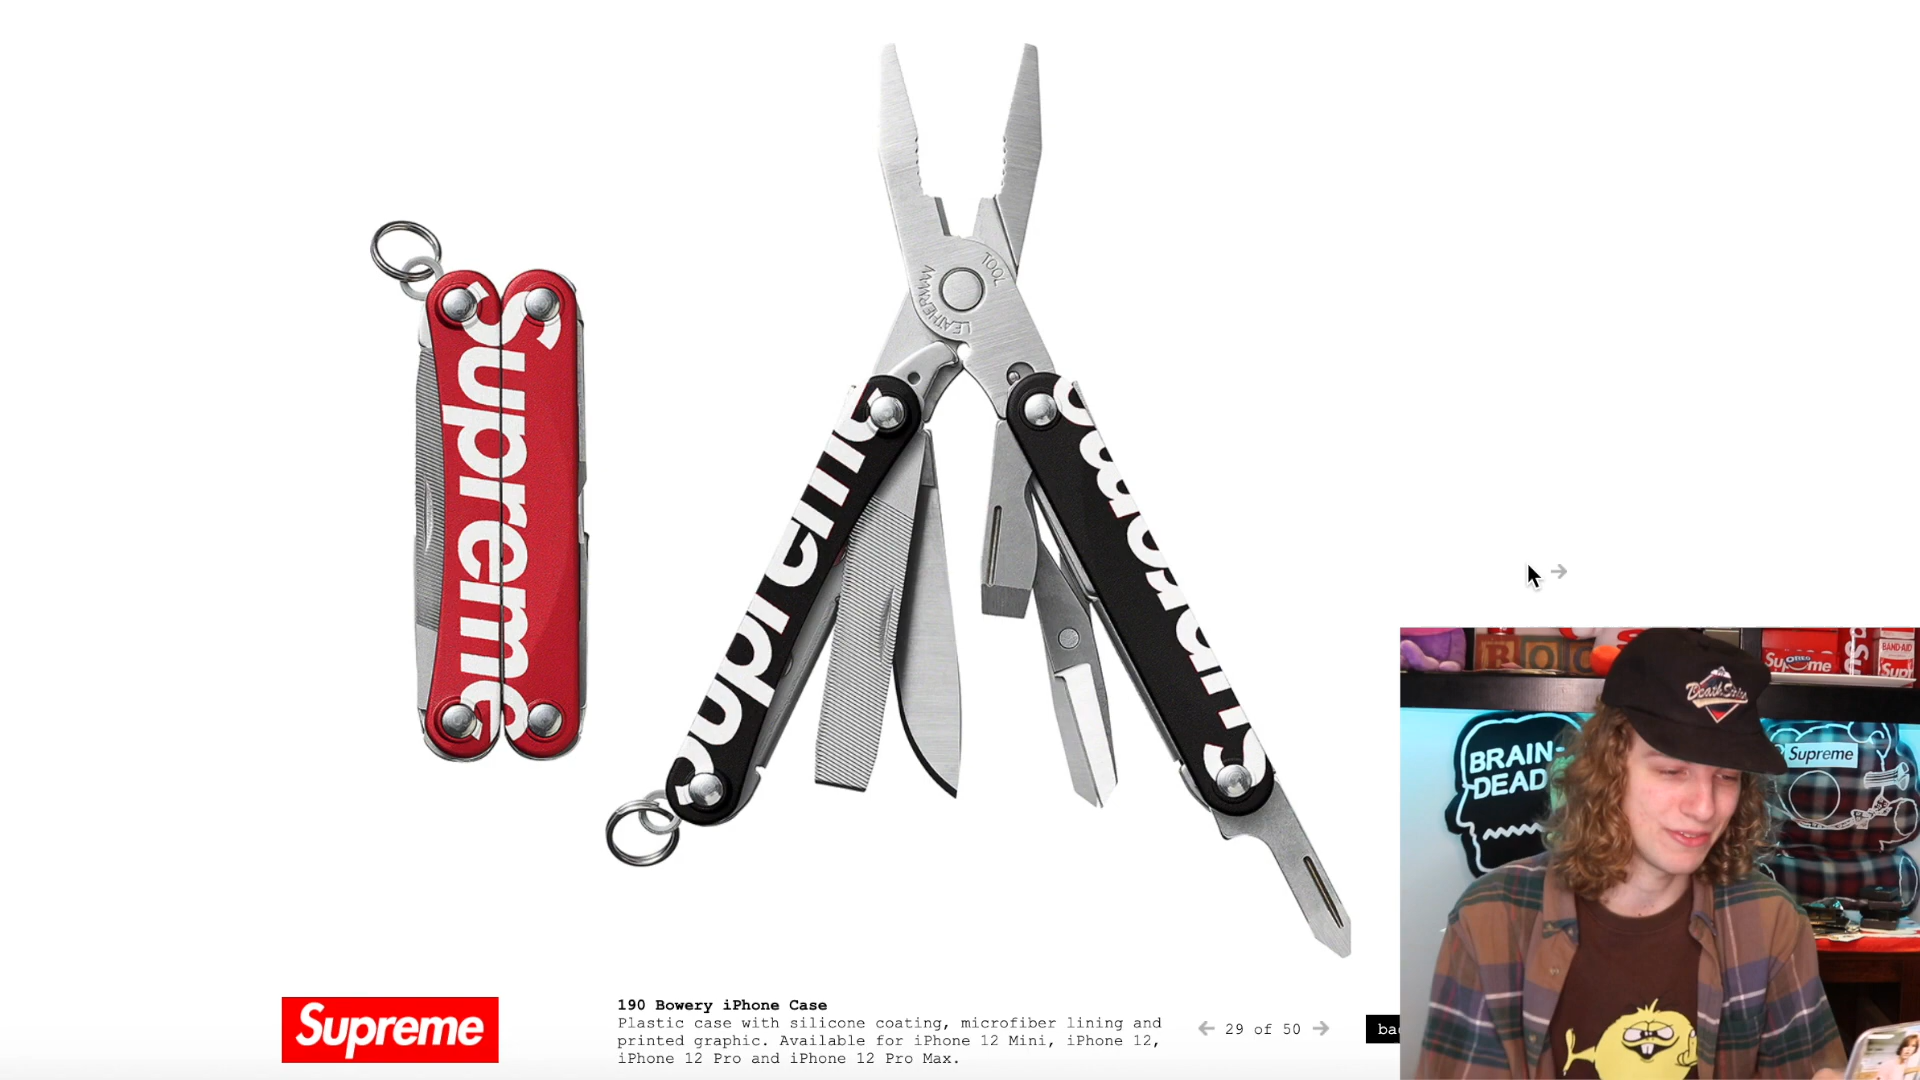 Supreme
TOOL
LEATHERMAN
Supreme
Supreme
Supreme
190 Bowery iPhone Case
Plastic case with silicone coating, microfiber lining and
printed graphic. Available for iPhone 12 Mini, iPhone 12,
iPhone 12 Pro and iPhone 12 Pro Max.
29 of 50
BAND-AID
BRAIN-
DEAD
Supreme